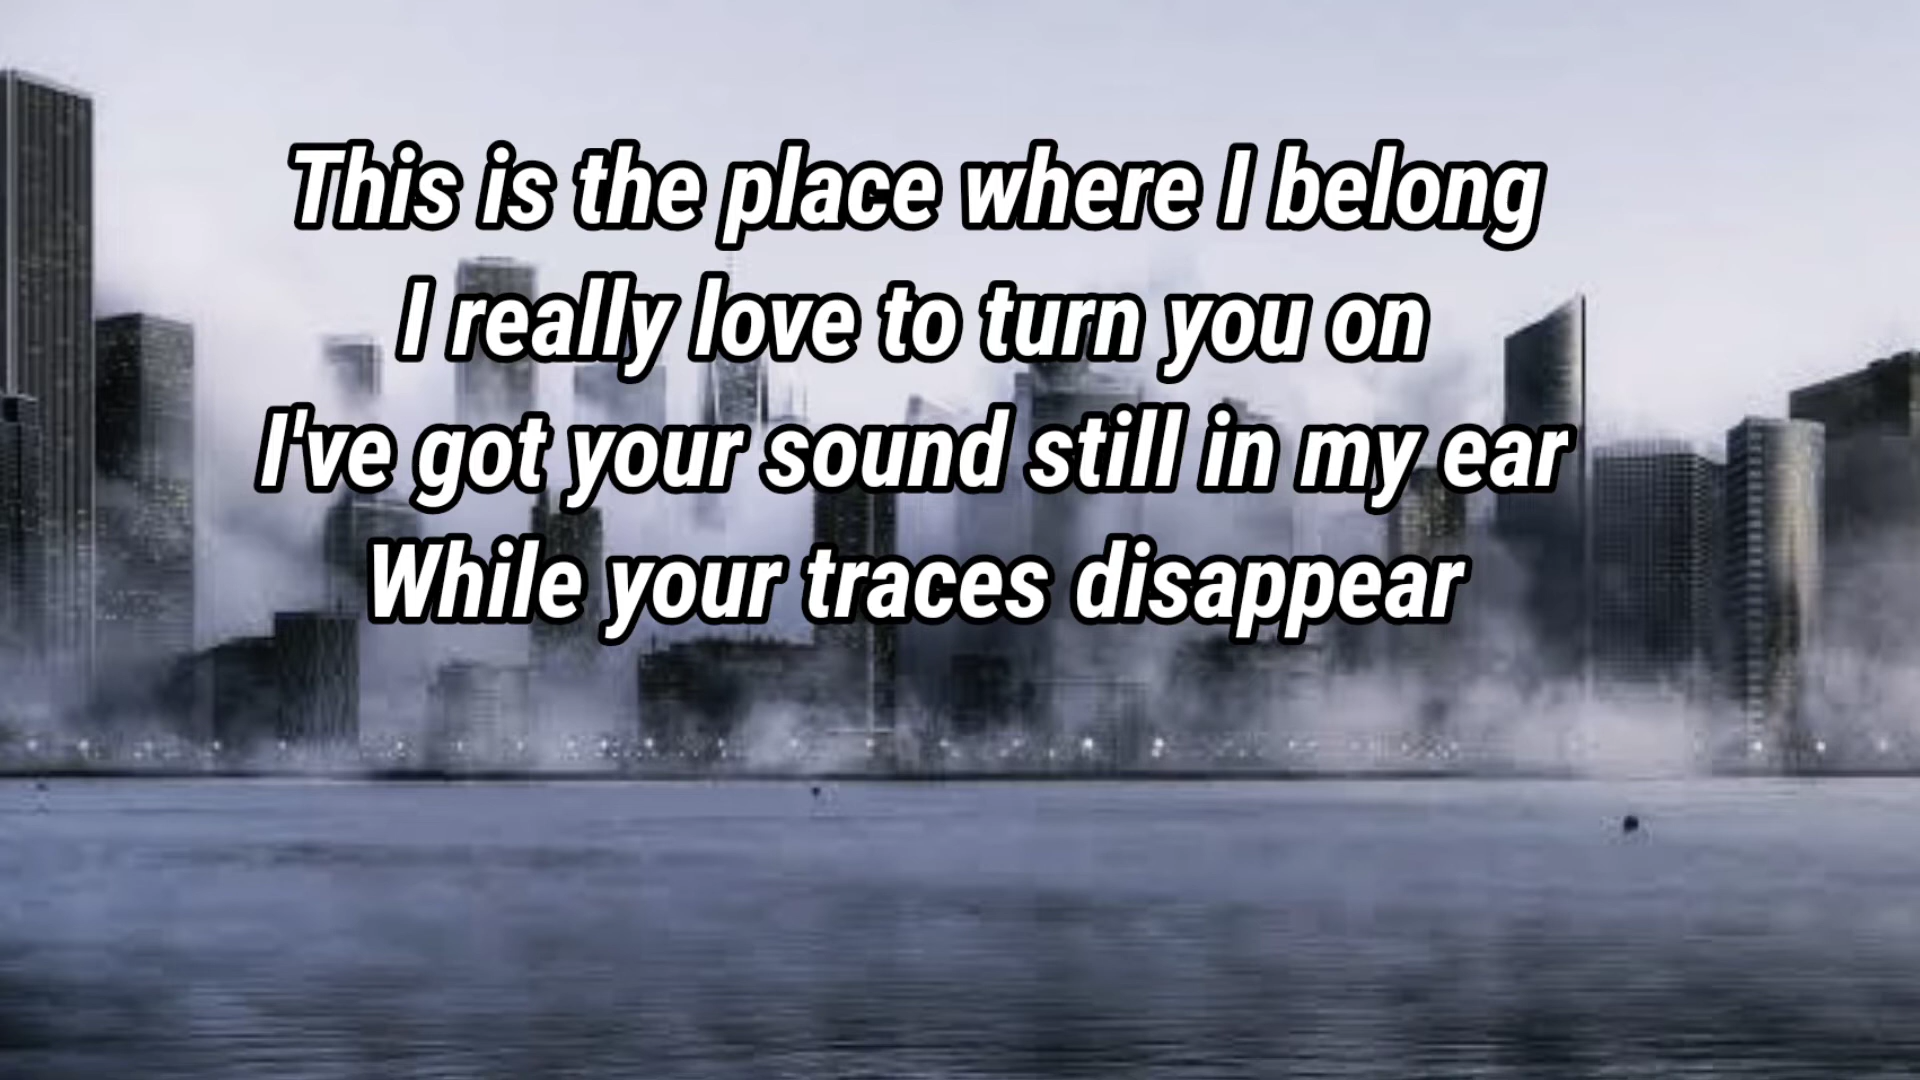 This is the place where I belong
I really love to turn you on
I've got your sound still in my ear
While your traces disappear